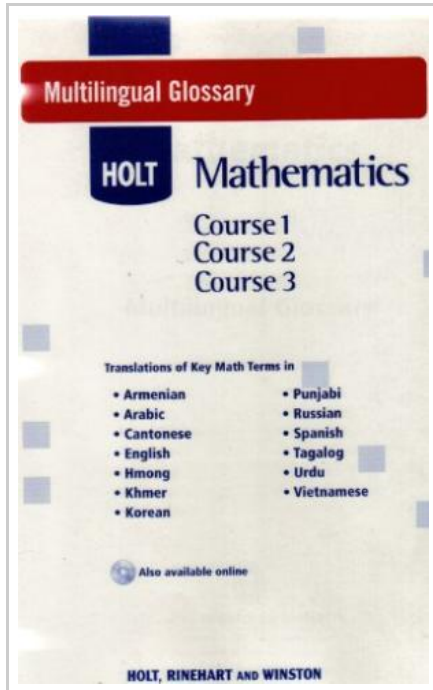 Multilingual Glossary
HOLT Mathematics
Course 1
Course 2
Course 3
Translations of Key Math Terms in
• Armenian
• Arabic
• Cantonese
• English
• Hmong
• Khmer
• Korean
• Punjabi
• Russian
• Spanish
• Tagalog
• Urdu
• Vietnamese
Also available online
HOLT, RINEHART AND WINSTON